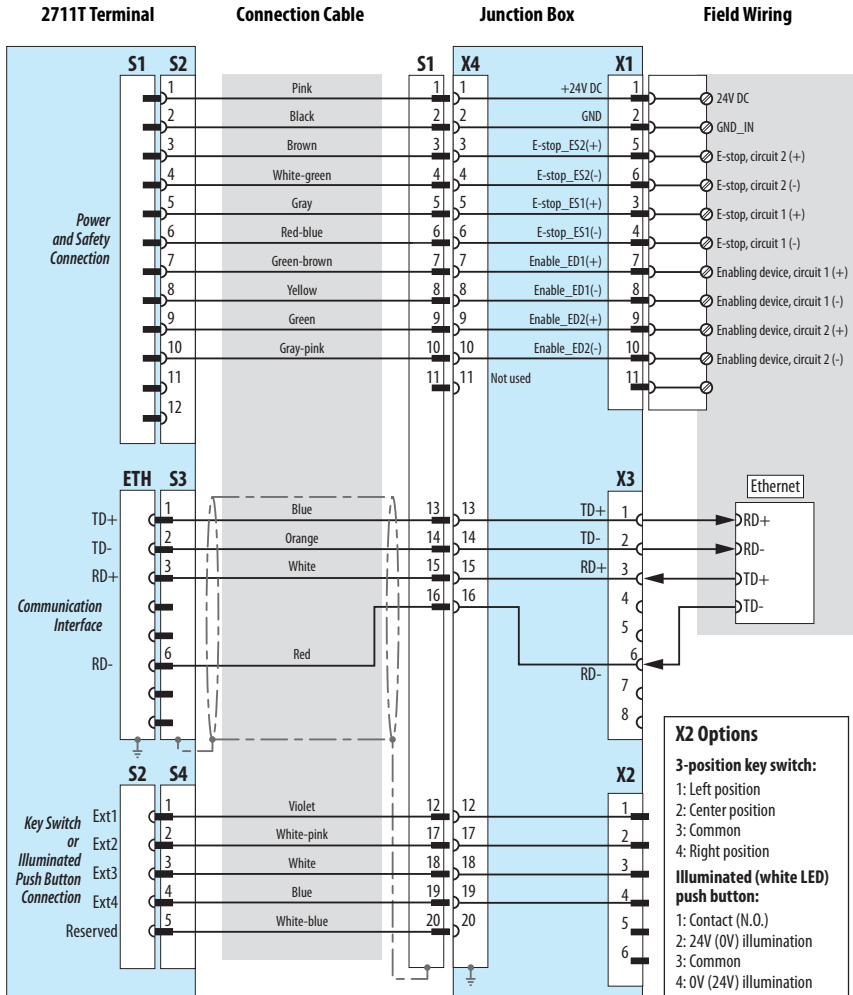 2711T Terminal Connection Cable Junction Box Field Wiring
S1 S2 S1 X4 X1
1 Pink 1 1 +24V DC 1 24V DC
2 Black 2 2 GND 2 GND_IN
3 Brown 3 3 E-stop_ES2(+) 5 E-stop, circuit 2 (+)
4 White-green 4 4 E-stop_ES2(-) 6 E-stop, circuit 2 (-)
5 Gray 5 5 E-stop_ES1(+) 3 E-stop, circuit 1 (+)
6 Red-blue 6 6 E-stop_ES1(-) 4 E-stop, circuit 1 (-)
7 Green-brown 7 7 Enable_ED1(+) 7 Enabling device, circuit 1 (+)
8 Yellow 8 8 Enable_ED1(-) 8 Enabling device, circuit 1 (-)
9 Green 9 9 Enable_ED2(+) 9 Enabling device, circuit 2 (+)
10 Gray-pink 10 10 Enable_ED2(-) 10 Enabling device, circuit 2 (-)
11 11 11 Not used 11
12
Power
and Safety
Connection
ETH S3 X3 Ethernet
TD+ 1 Blue 13 13 TD+ 1 RD+
TD- 2 Orange 14 14 TD- 2 RD-
RD+ 3 White 15 15 RD+ 3 TD+
16 16 4 TD-
5
RD- 6 Red RD- 6
7
8
Communication
Interface
S2 S4 X2
Ext1 1 Violet 12 12 1
Ext2 2 White-pink 17 17 2
Ext3 3 White 18 18 3
Ext4 4 Blue 19 19 4
Reserved 5 White-blue 20 20 5
6
Key Switch
or
Illuminated
Push Button
Connection
X2 Options
3-position key switch:
1: Left position
2: Center position
3: Common
4: Right position
Illuminated (white LED)
push button:
1: Contact (N.O.)
2: 24V (0V) illumination
3: Common
4: 0V (24V) illumination